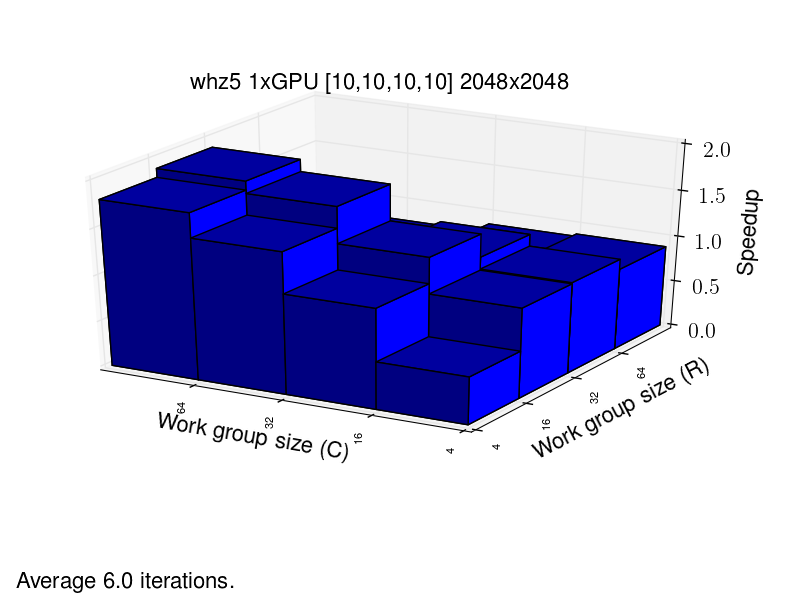 whz5 1xGPU [10,10,10,10] 2048x2048
2.0
1.5
1.0
0.5
0.0
Speedup
64
32
16
4
Work group size (C)
4
16
32
64
Work group size (R)
Average 6.0 iterations.